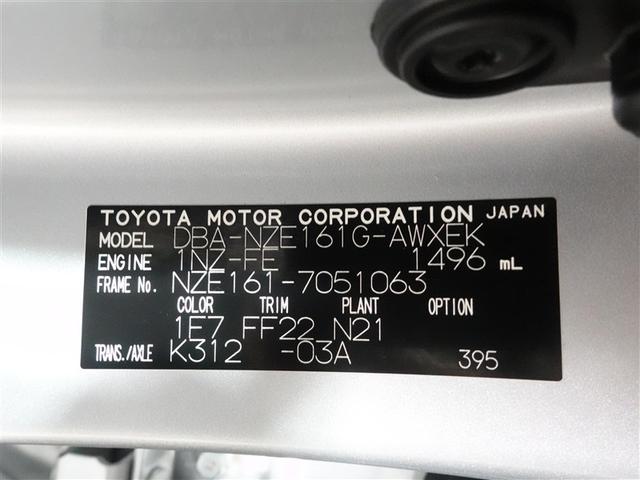 TOYOTA MOTOR CORPORATION JAPAN
MODEL DBA-NZE161G-AWXEK
ENGINE 1NZ-FE 1496 mL
FRAME No. NZE161-7051063
COLOR TRIM PLANT OPTION
1E7 FF22 N21
TRANS./AXLE K312 -03A 395